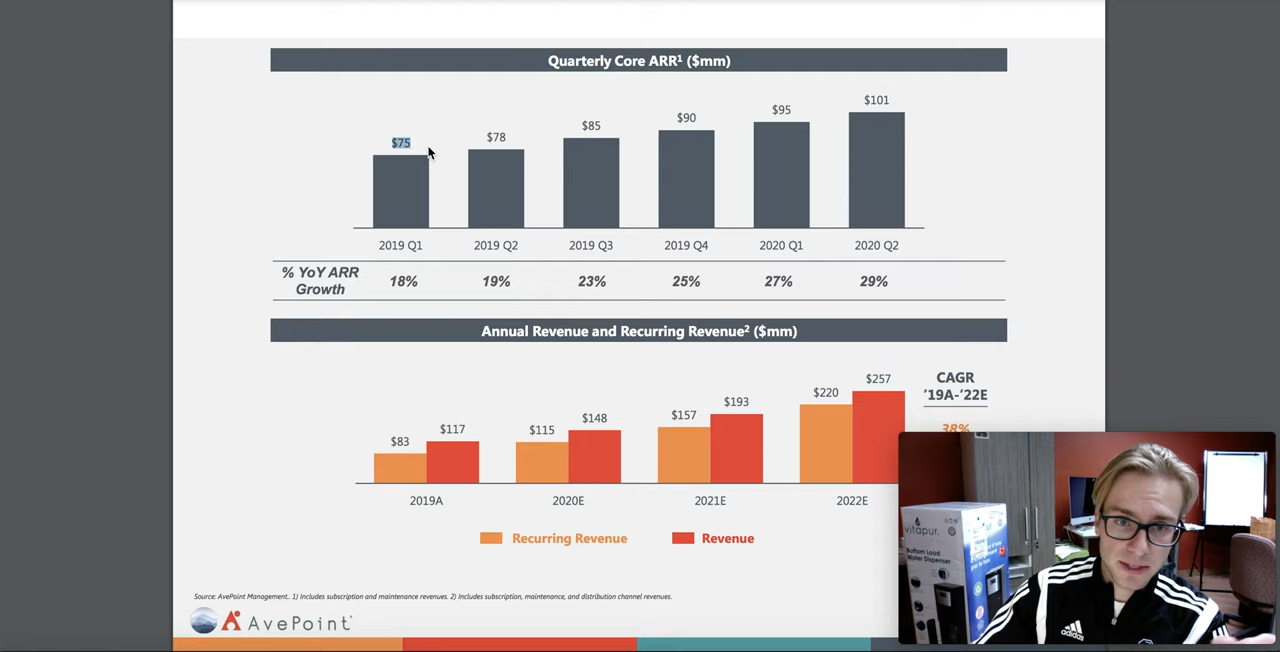 Quarterly Core ARR¹ ($mm)
$75 $78 $85 $90 $95 $101
2019 Q1 2019 Q2 2019 Q3 2019 Q4 2020 Q1 2020 Q2
% YoY ARR
Growth
18% 19% 23% 25% 27% 29%
Annual Revenue and Recurring Revenue² ($mm)
CAGR
'19A-'22E
38%
$83 $117 $115 $148 $157 $193 $220 $257
2019A 2020E 2021E 2022E
Recurring Revenue Revenue
Source: AvePoint Management.. 1) Includes subscription and maintenance revenues. 2) Includes subscription, maintenance, and distribution channel revenues.
AvePoint
vitapur.
Bottom Load
Water Dispenser
adidas